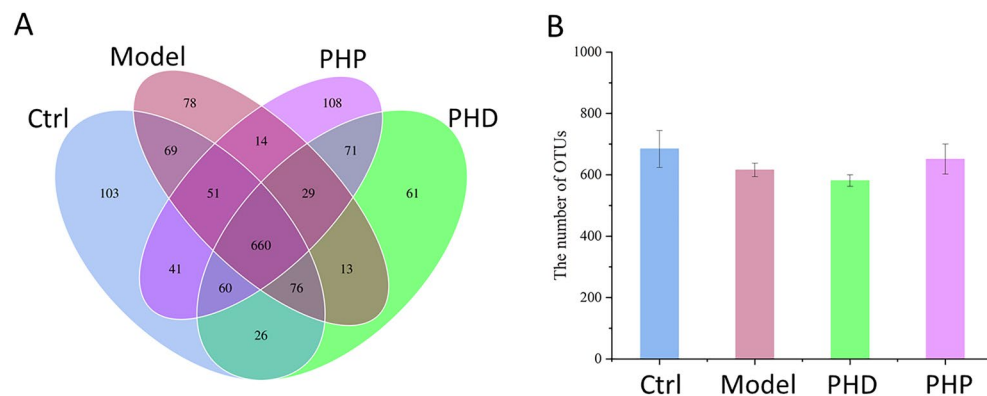 A
Model
PHP
Ctrl
PHD
78
108
69
14
71
103
51
29
61
660
41
13
60
76
26
B
The number of OTUs
1000
800
600
400
200
0
Ctrl
Model
PHD
PHP